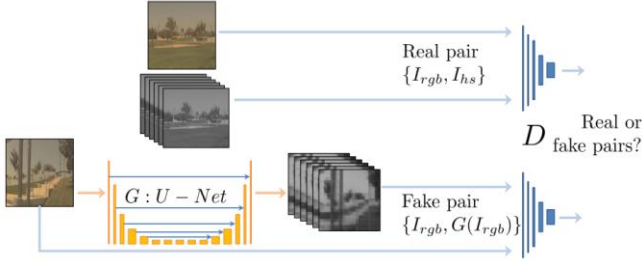 Real pair
{I_rgb, I_hs}
D
Real or
fake pairs?
G : U − Net
Fake pair
{I_rgb, G(I_rgb)}